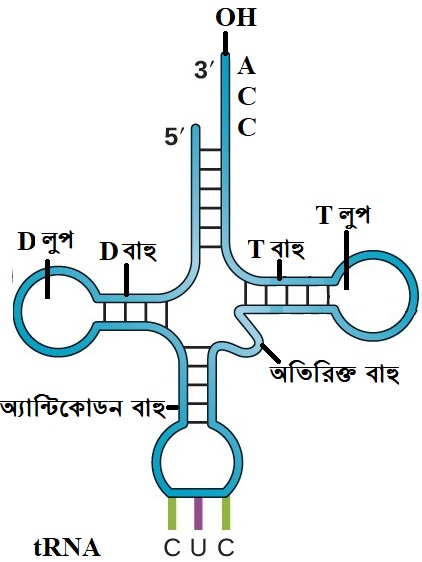 OH
3′ A
C
C
5′
D লুপ
D বাহু
T বাহু
T লুপ
অতিরিক্ত বাহু
অ্যান্টিকোডন বাহু
tRNA
C U C